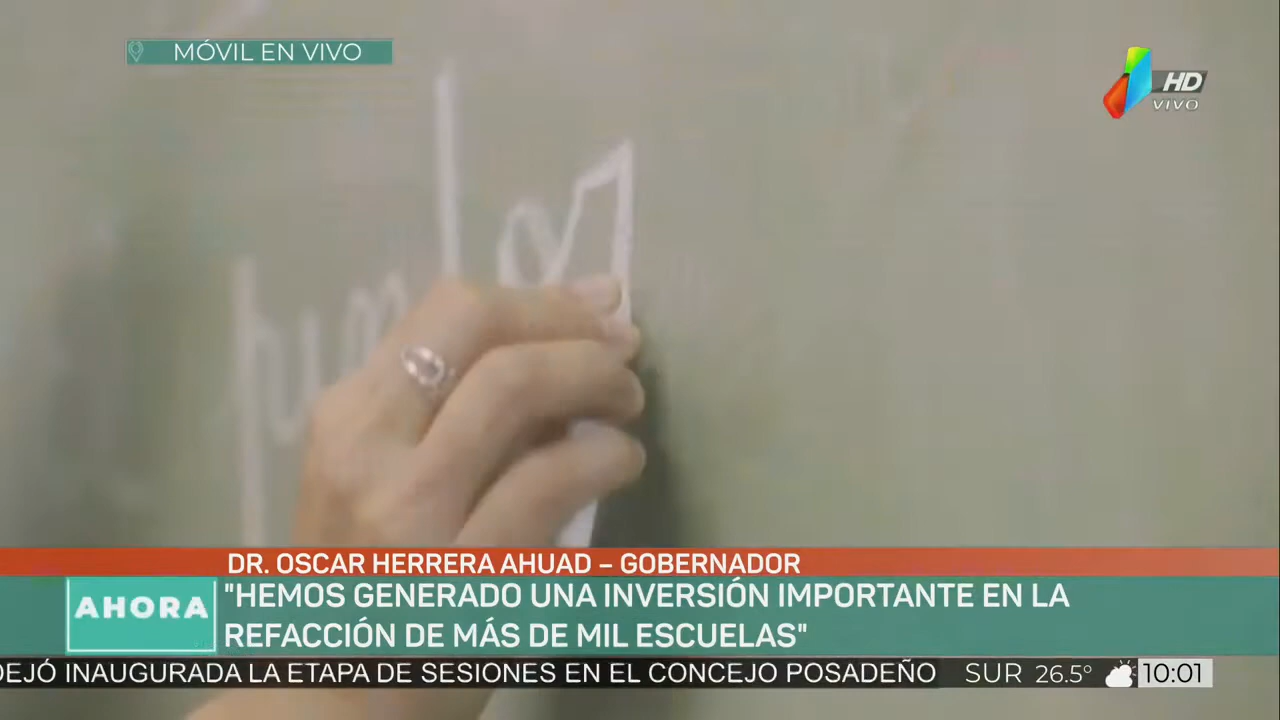 MÓVIL EN VIVO
HD
VIVO
DR. OSCAR HERRERA AHUAD – GOBERNADOR
AHORA
"HEMOS GENERADO UNA INVERSIÓN IMPORTANTE EN LA
REFACCIÓN DE MÁS DE MIL ESCUELAS"
DEJÓ INAUGURADA LA ETAPA DE SESIONES EN EL CONCEJO POSADEÑO SUR 26.5° 10:01